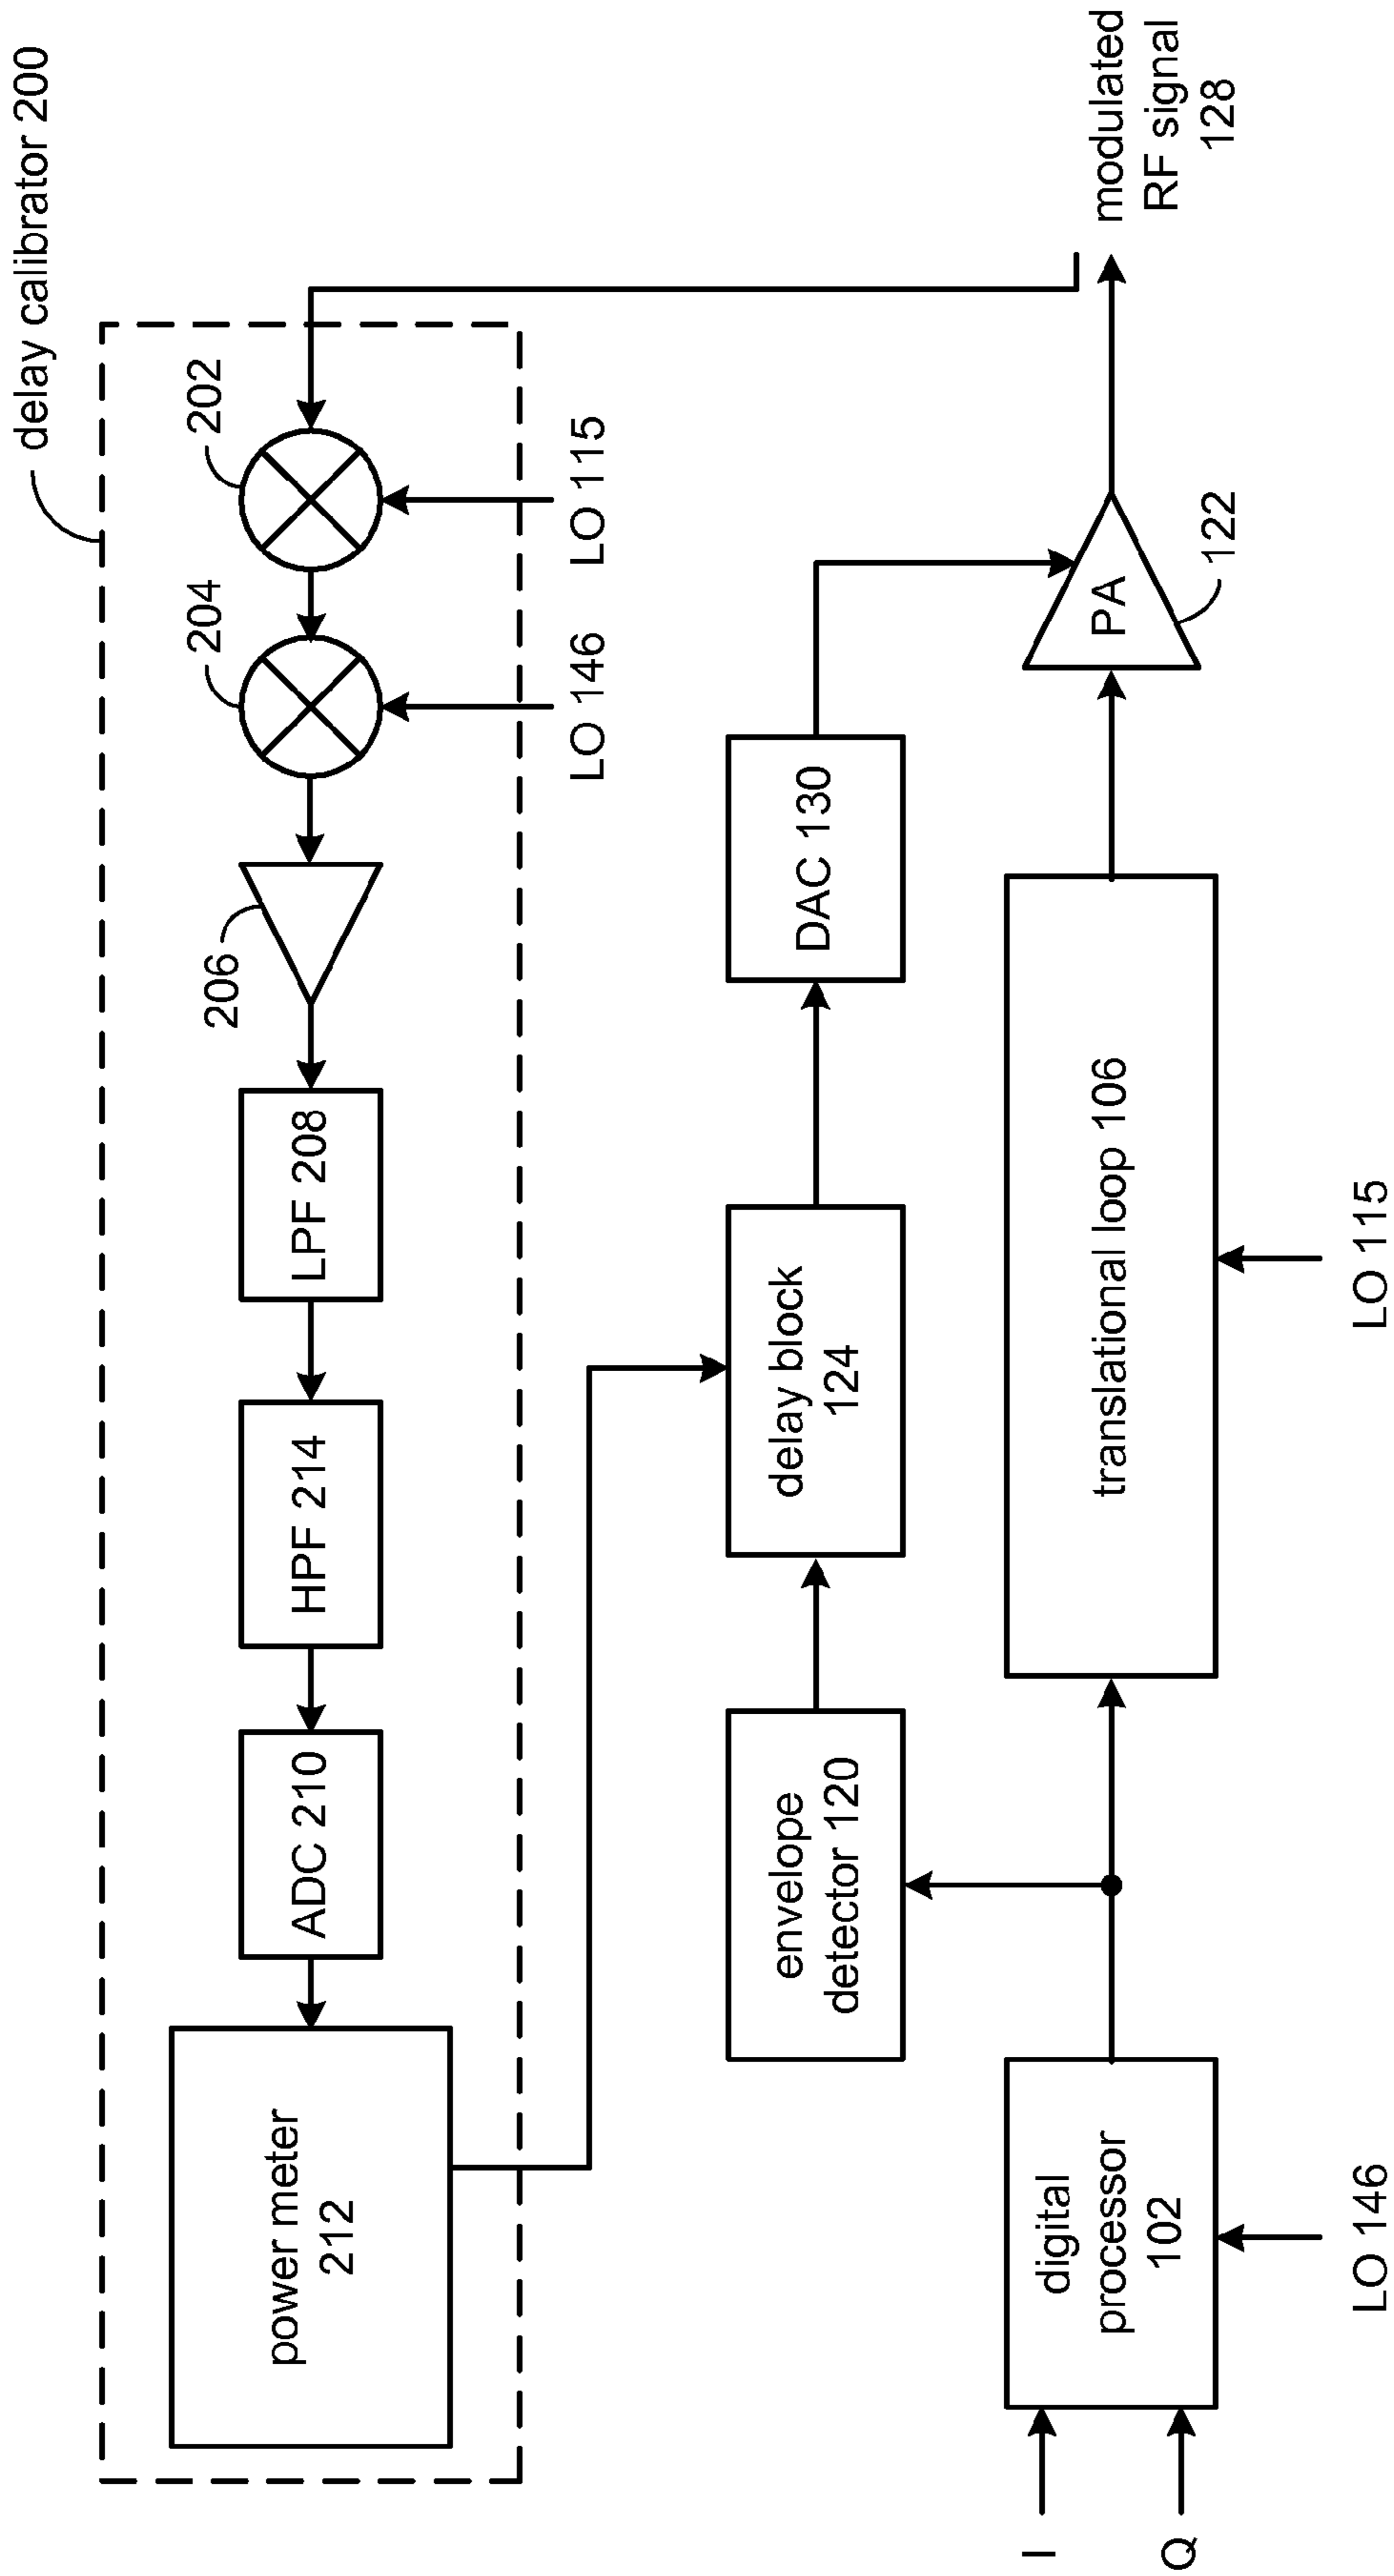 delay calibrator 200
202
204
206
LO 115
LO 146
LPF 208
HPF 214
ADC 210
power meter
212
DAC 130
delay block
124
envelope
detector 120
PA
122
modulated
RF signal
128
translational loop 106
LO 115
digital
processor
102
LO 146
I
Q